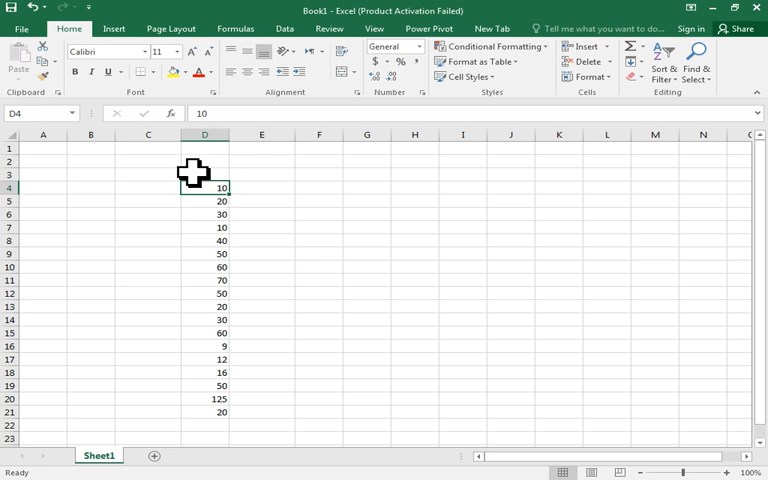 Book1 - Excel (Product Activation Failed)
File Home Insert Page Layout Formulas Data Review View Power Pivot New Tab Tell me what you want to do... Sign in Share
Calibri 11 A A General Conditional Formatting Insert
Paste B I U A $ % , Format as Table Delete Sort & Find &
Cell Styles Format Filter Select
Clipboard Font Alignment Number Styles Cells Editing
D4 fx 10
A B C D E F G H I J K L M N
1
2
3
4 10
5 20
6 30
7 10
8 40
9 50
10 60
11 70
12 50
13 20
14 30
15 60
16 9
17 12
18 16
19 50
20 125
21 20
22
23
Sheet1
Ready 100%